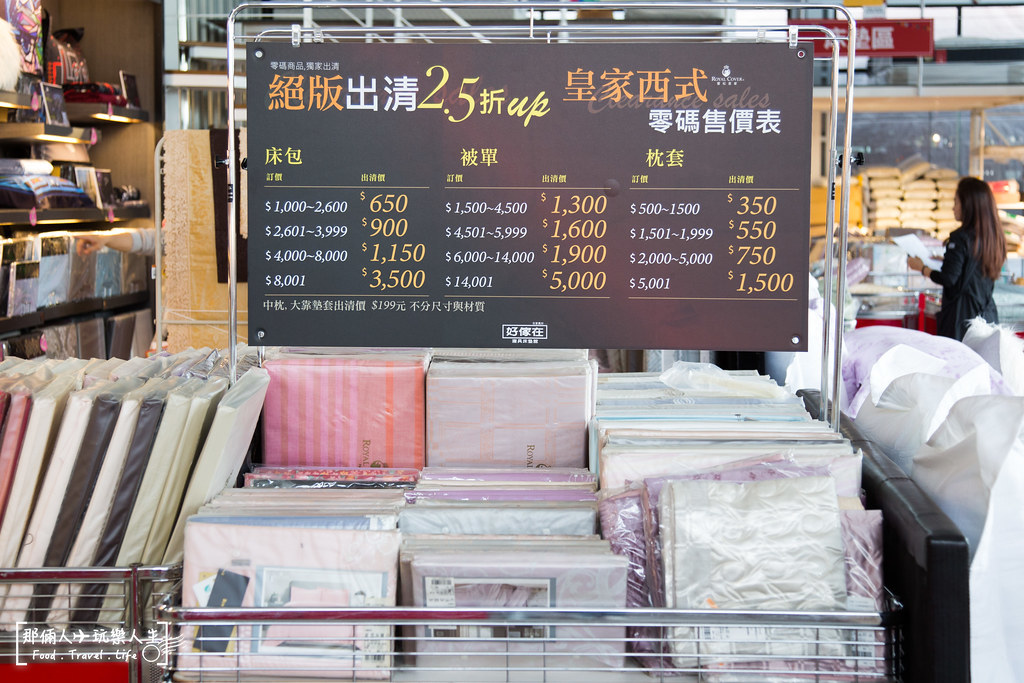 墊區
零碼商品,獨家出清
絕版出清2.5折up
皇家西式
ROYAL COVER
Clearance sales
零碼售價表
床包
訂價 出清價
$1,000~2,600 $650
$2,601~3,999 $900
$4,000~8,000 $1,150
$8,001 $3,500
被單
訂價 出清價
$1,500~4,500 $1,300
$4,501~5,999 $1,600
$6,000~14,000 $1,900
$14,001 $5,000
枕套
訂價 出清價
$500~1500 $350
$1,501~1,999 $550
$2,000~5,000 $750
$5,001 $1,500
中枕, 大靠墊套出清價 $199元 不分尺寸與材質
好傢在
ROYAL
ROYAL
那倆人玩樂人生
Food . Travel . Life